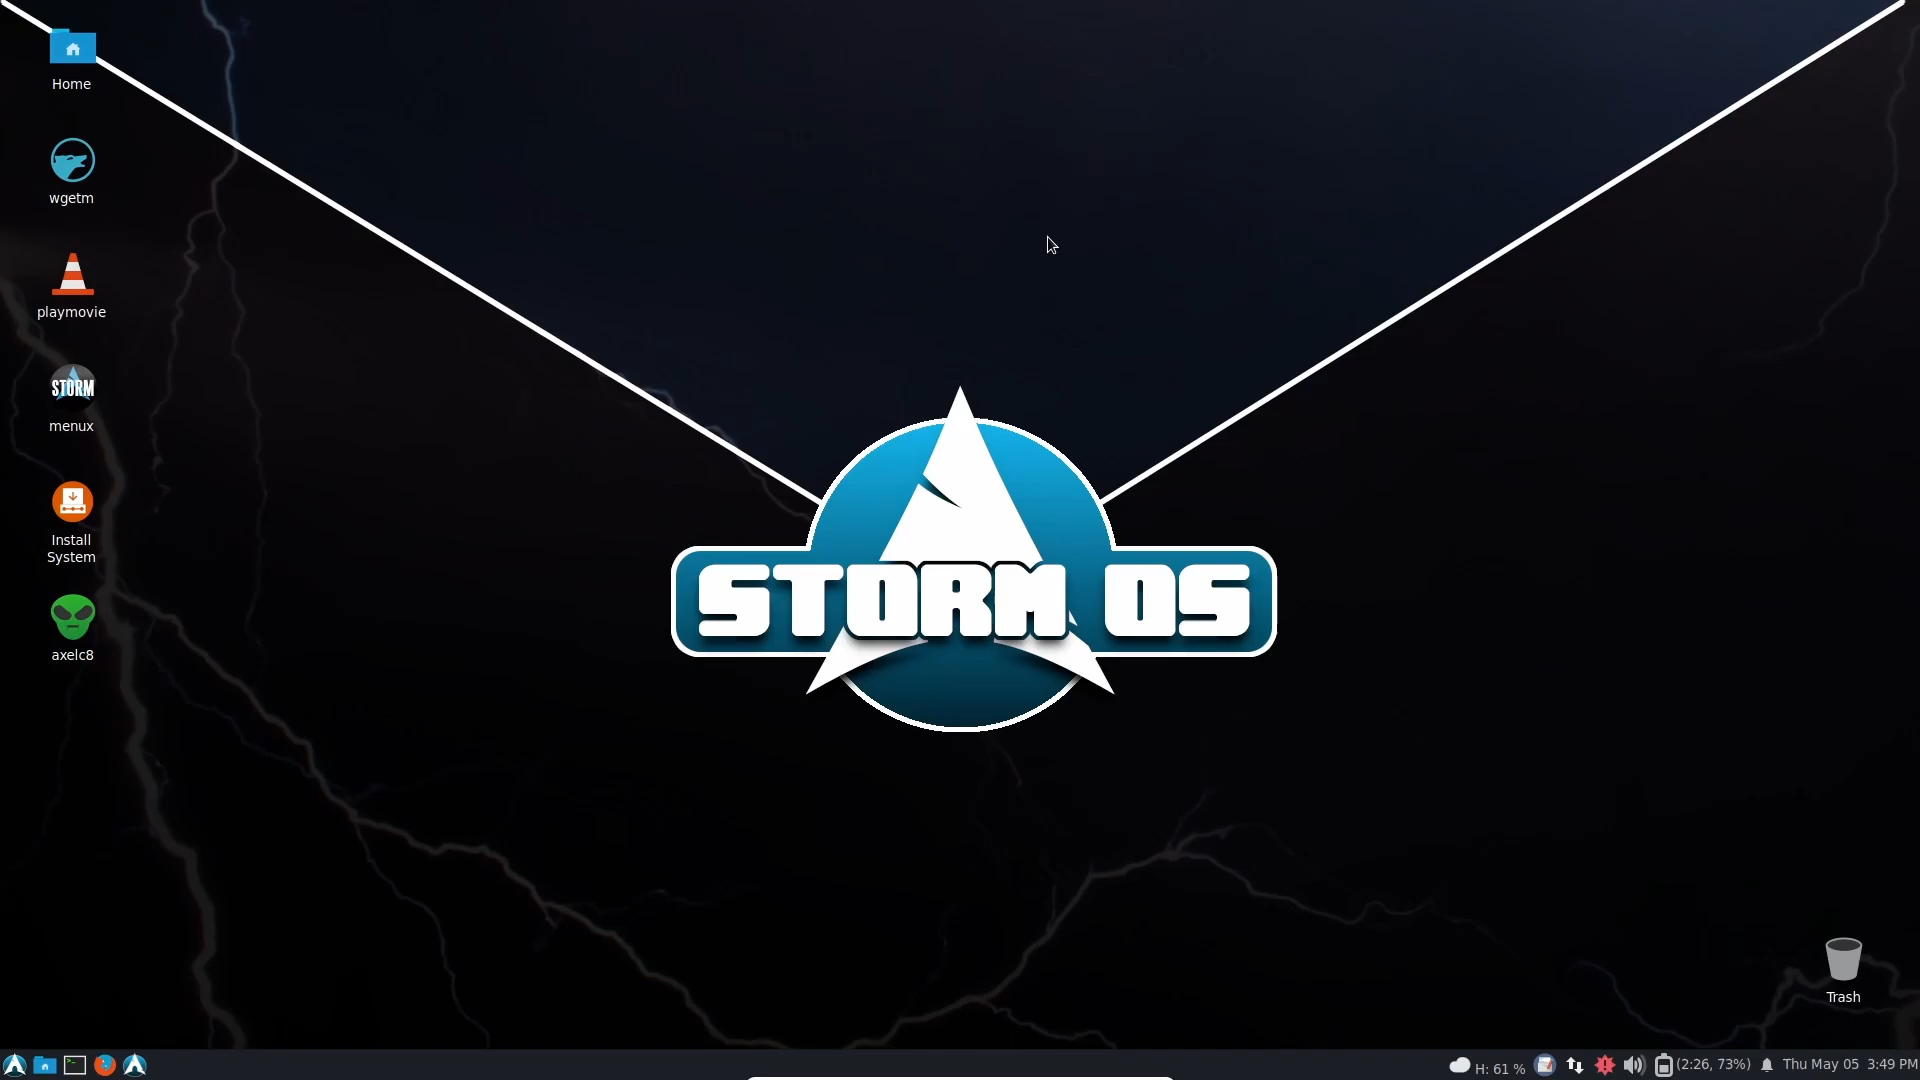 Home
wgetm
playmovie
STORM
menux
Install
System
axelc8
STORM OS
Trash
H: 61 %
(2:26, 73%)
Thu May 05 3:49 PM